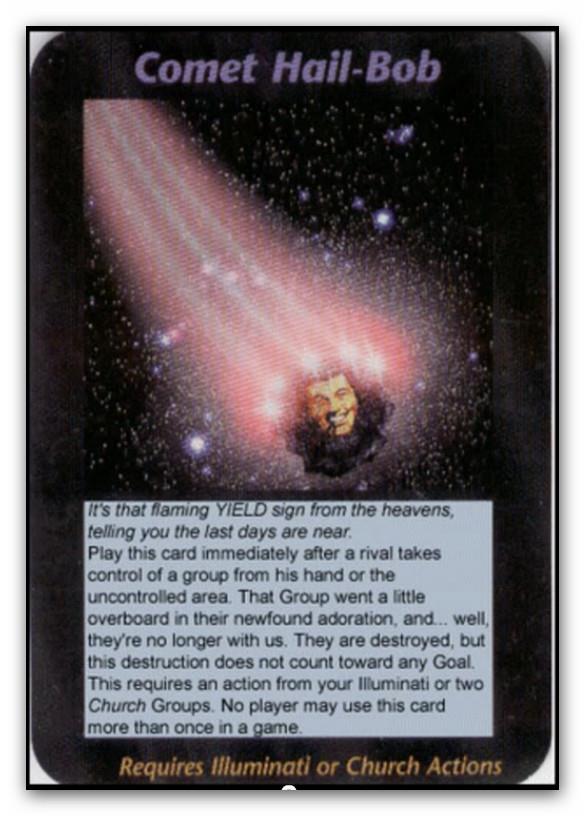 Comet Hail-Bob
It's that flaming YIELD sign from the heavens,
telling you the last days are near.
Play this card immediately after a rival takes
control of a group from his hand or the
uncontrolled area. That Group went a little
overboard in their newfound adoration, and... well,
they're no longer with us. They are destroyed, but
this destruction does not count toward any Goal.
This requires an action from your Illuminati or two
Church Groups. No player may use this card
more than once in a game.
Requires Illuminati or Church Actions